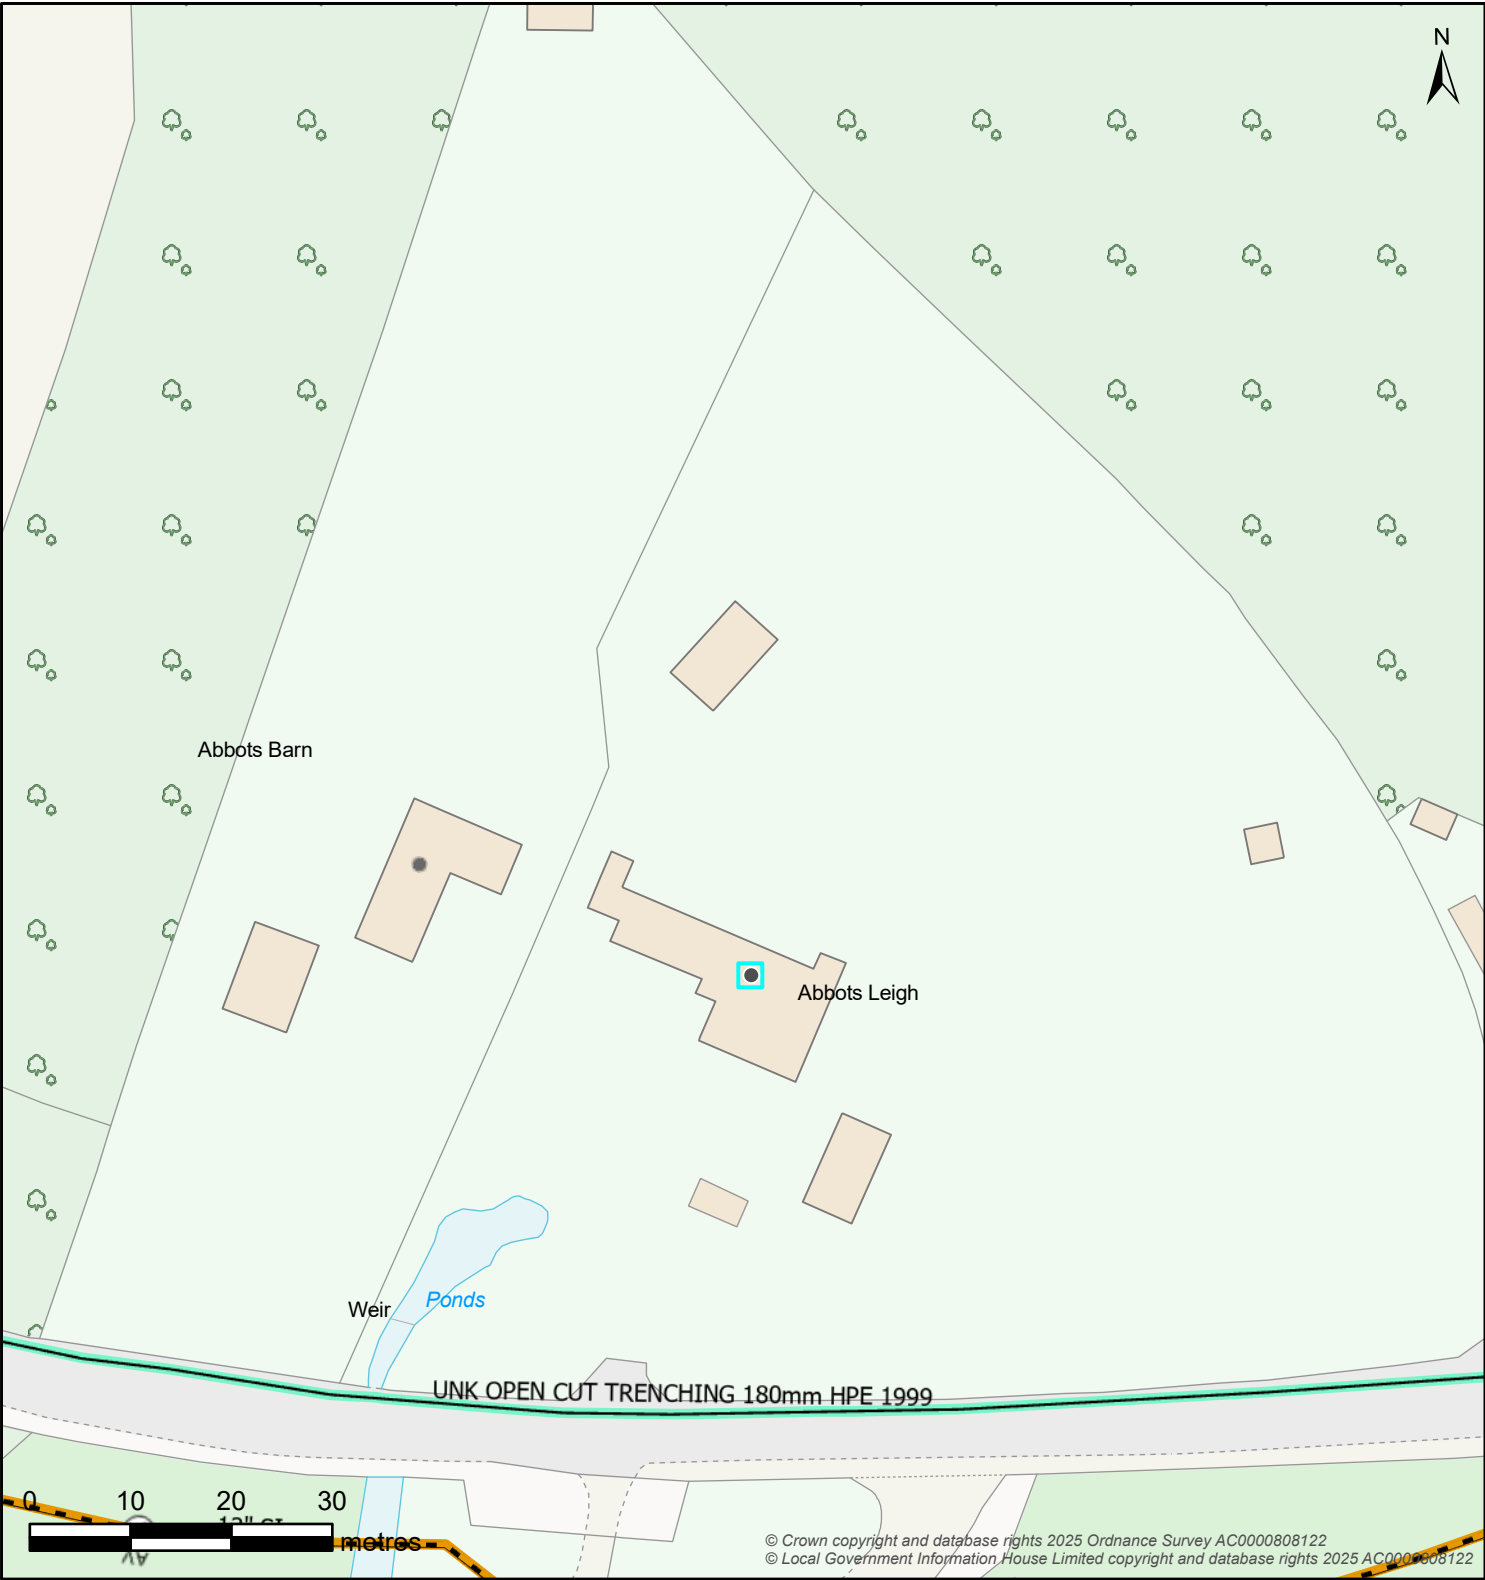 N
Abbots Barn
Abbots Leigh
Weir
Ponds
UNK OPEN CUT TRENCHING 180mm HPE 1999
0 10 20 30
metres
AV
© Crown copyright and database rights 2025 Ordnance Survey AC0000808122
© Local Government Information House Limited copyright and database rights 2025 AC0000808122